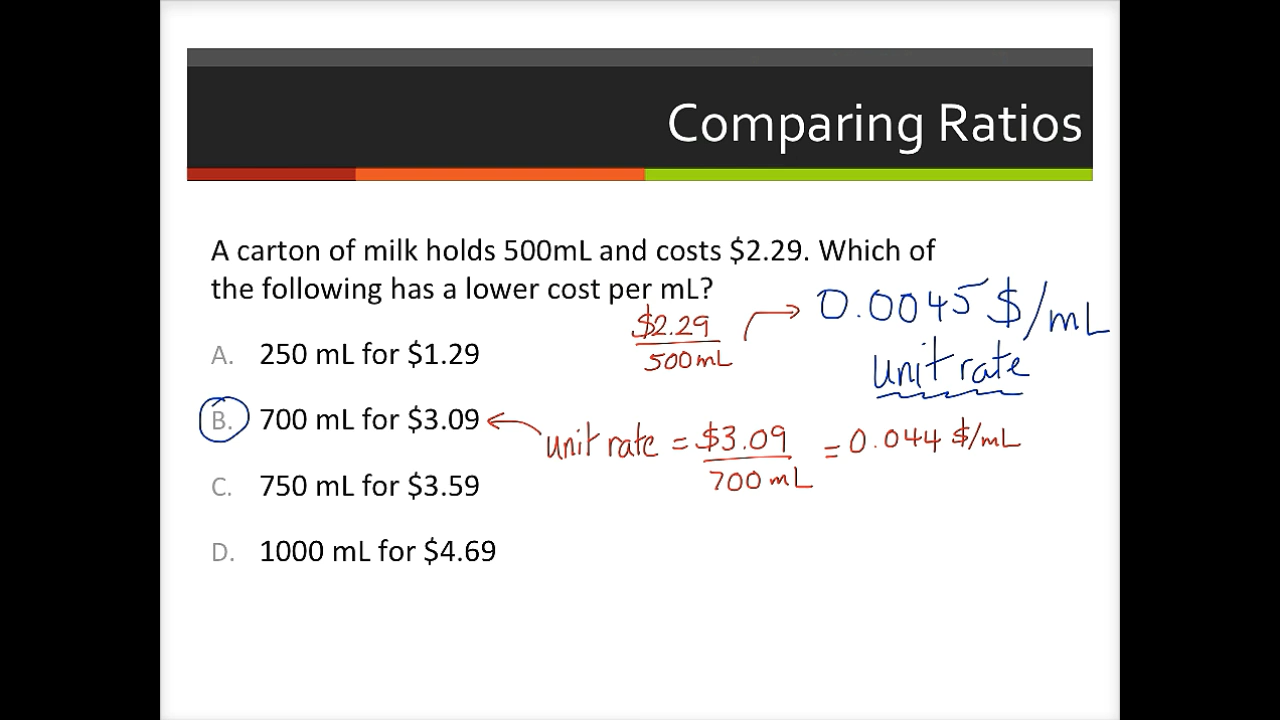 Comparing Ratios
A carton of milk holds 500mL and costs $2.29. Which of
the following has a lower cost per mL?
$2.29
500mL
0.0045 $/mL
unit rate
A. 250 mL for $1.29
B. 700 mL for $3.09
unit rate = $3.09
700 mL
= 0.044 $/mL
C. 750 mL for $3.59
D. 1000 mL for $4.69